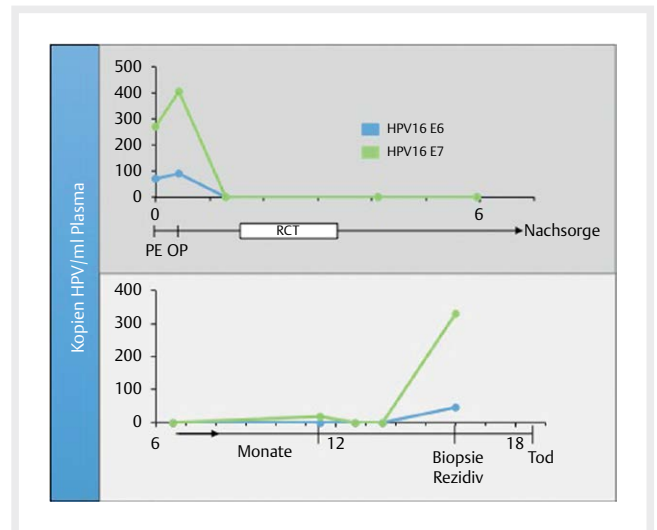 Kopien HPV/ml Plasma
500
400
300
200
100
0
HPV16 E6
HPV16 E7
0 6
RCT
Nachsorge
PE OP
400
300
200
100
0
6 12 18
Monate
Biopsie
Rezidiv
Tod